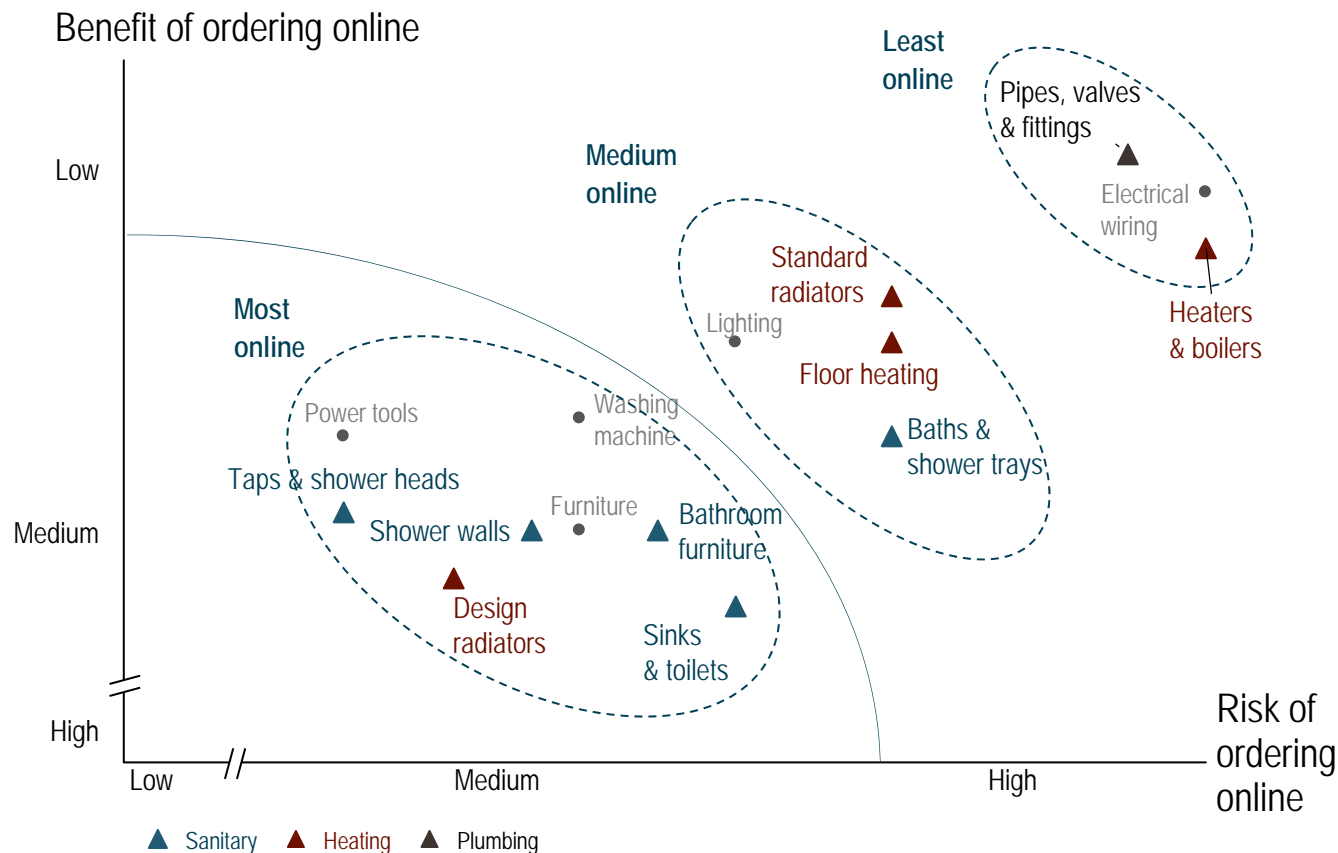 Benefit of ordering online
Least
online
Pipes, valves
& fittings
Medium
online
Low
Electrical
wiring
Standard
radiators
Most
online
Lighting
Heaters
& boilers
Floor heating
Power tools
Washing
machine
Baths &
shower trays
Taps & shower heads
Furniture
Bathroom
furniture
Shower walls
Medium
Design
radiators
Sinks
& toilets
High
Risk of
ordering
online
Low
Medium
High
Sanitary
Heating
Plumbing